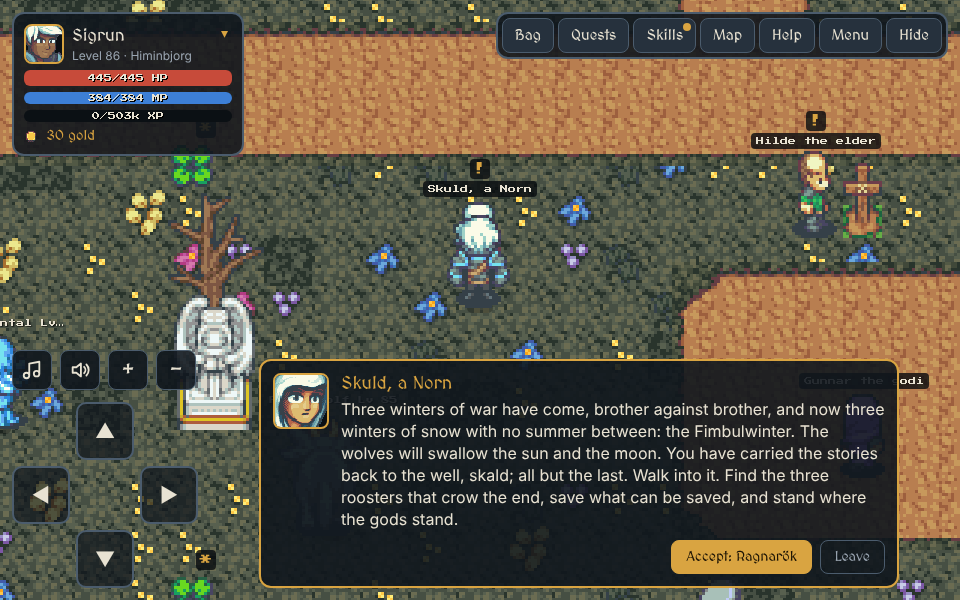 Sigrun
Level 86 · Himinbjorg
445/445 HP
384/384 MP
0/503k XP
30 gold
Bag
Quests
Skills
Map
Help
Menu
Hide
!
Hilde the elder
!
Skuld, a Norn
ntal Lv…
Gunnar the godi
Skuld, a Norn
Three winters of war have come, brother against brother, and now three
winters of snow with no summer between: the Fimbulwinter. The
wolves will swallow the sun and the moon. You have carried the stories
back to the well, skald; all but the last. Walk into it. Find the three
roosters that crow the end, save what can be saved, and stand where
the gods stand.
Accept: Ragnarök
Leave